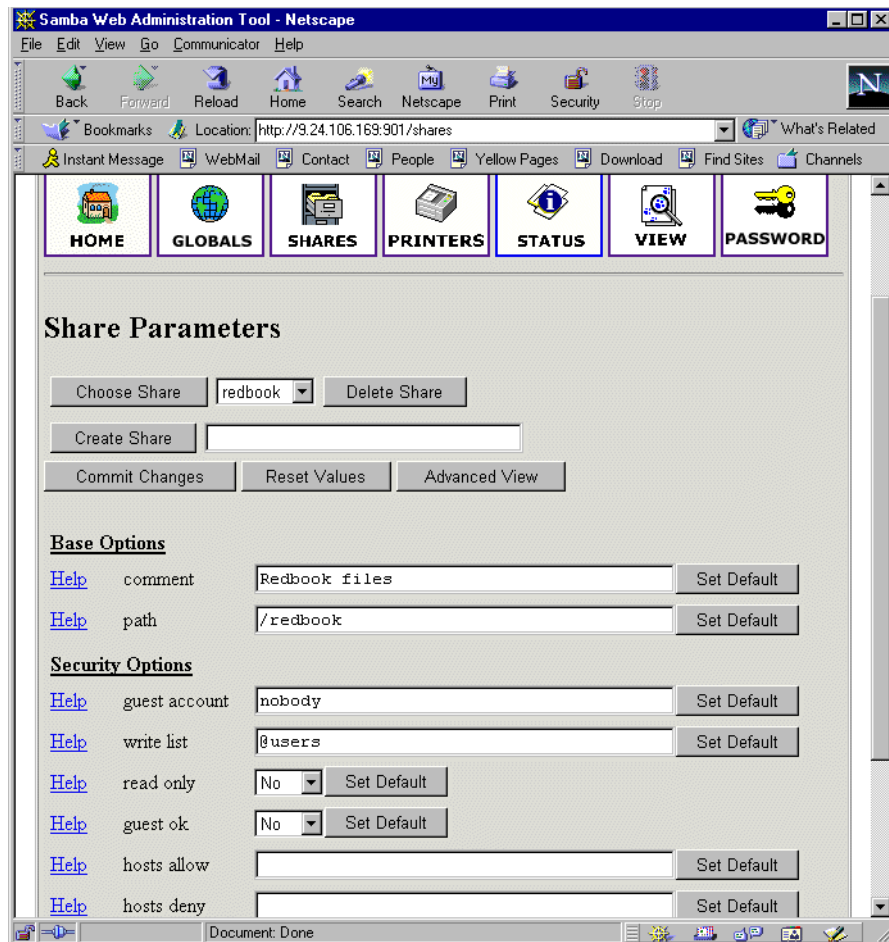 Samba Web Administration Tool - Netscape
File Edit View Go Communicator Help
My
N
Back Forward Reload Home Search Netscape Print Security Stop
Bookmarks Location: http://9.24.106.169:901/shares What's Related
Instant Message WebMail Contact People Yellow Pages Download Find Sites Channels
HOME GLOBALS SHARES PRINTERS STATUS VIEW PASSWORD
Share Parameters
Choose Share redbook Delete Share
Create Share
Commit Changes Reset Values Advanced View
Base Options
Help comment Redbook files Set Default
Help path /redbook Set Default
Security Options
Help guest account nobody Set Default
Help write list @users Set Default
Help read only No Set Default
Help guest ok No Set Default
Help hosts allow Set Default
Help hosts deny Set Default
Document: Done